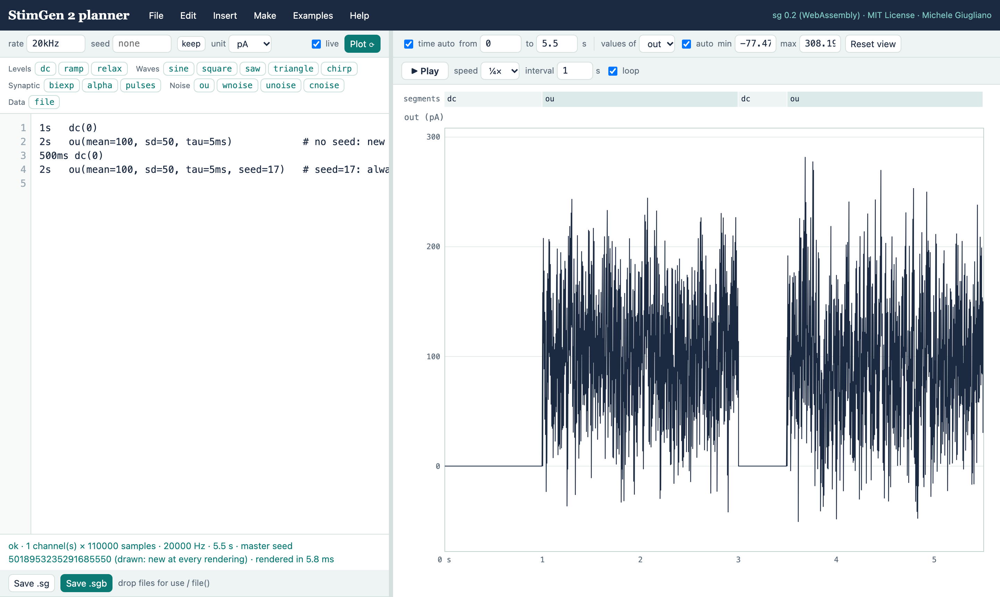 StimGen 2 planner File Edit Insert Make Examples Help sg 0.2 (WebAssembly) · MIT License · Michele Giugliano
rate 20kHz seed none keep unit pA live Plot ⟳
Levels dc ramp relax Waves sine square saw triangle chirp
Synaptic biexp alpha pulses Noise ou wnoise unoise cnoise
Data file
1 1s dc(0)
2 2s ou(mean=100, sd=50, tau=5ms) # no seed: new
3 500ms dc(0)
4 2s ou(mean=100, sd=50, tau=5ms, seed=17) # seed=17: alwa
5
ok · 1 channel(s) × 110000 samples · 20000 Hz · 5.5 s · master seed
5018953235291685550 (drawn: new at every rendering) · rendered in 5.8 ms
Save .sg Save .sgb drop files for use / file()
time auto from 0 to 5.5 s values of out auto min -77.47 max 308.19 Reset view
▶ Play speed ¼× interval 1 s loop
segments dc ou dc ou
out (pA)
300
200
100
0
0 s 1 2 3 4 5